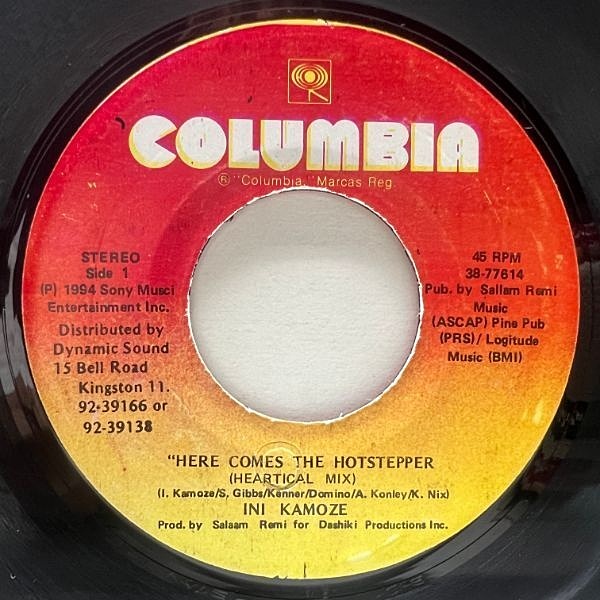 COLUMBIA
® "Columbia," Marcas Reg.
STEREO
Side 1
(P) 1994 Sony Musci
Entertainment Inc.
Distributed by
Dynamic Sound
15 Bell Road
Kingston 11.
92-39166 or
92-39138
45 RPM
38-77614
Pub. by Sallam Remi
Music
(ASCAP) Pine Pub
(PRS)/ Logitude
Music (BMI)
"HERE COMES THE HOTSTEPPER
(HEARTICAL MIX)
(I. Kamoze/S. Gibbs/Kenner/Domino/A. Konley/K. Nix)
INI KAMOZE
Prod. by Salaam Remi for Dashiki Productions Inc.